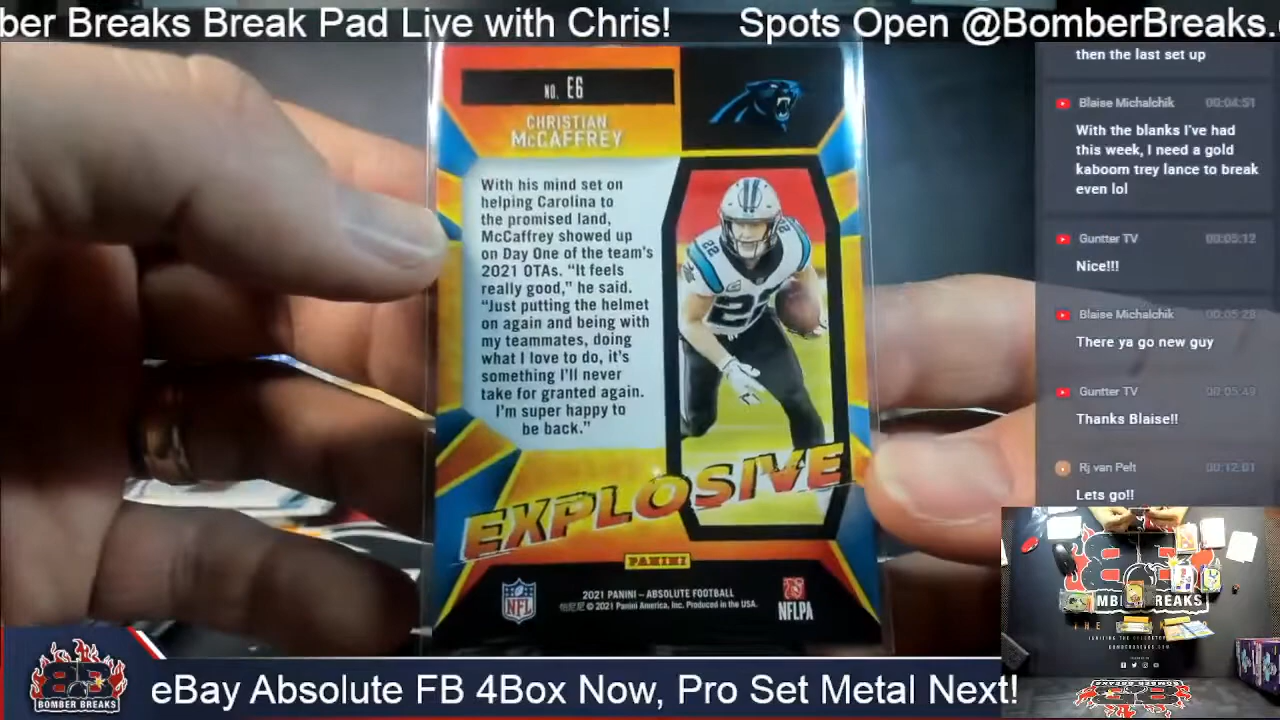 ber Breaks Break Pad Live with Chris! Spots Open @BomberBreaks.
NO. E6
CHRISTIAN
McCAFFREY
With his mind set on
helping Carolina to
the promised land,
McCaffrey showed up
on Day One of the team's
2021 OTAs. "It feels
really good," he said.
"Just putting the helmet
on again and being with
my teammates, doing
what I love to do, it's
something I'll never
take for granted again.
I'm super happy to
be back."
22
22
EXPLOSIVE
PANINI
NFL
2021 PANINI – ABSOLUTE FOOTBALL
© 2021 Panini America, Inc. Produced in the USA.
NFLPA
then the last set up
Blaise Michalchik 00:04:51
With the blanks I've had
this week, I need a gold
kaboom trey lance to break
even lol
Guntter TV 00:05:12
Nice!!!
Blaise Michalchik 00:05:28
There ya go new guy
Guntter TV 00:05:49
Thanks Blaise!!
Rj van Pelt 00:12:01
Lets go!!
BOMBERBREAKS.COM
BOMBER BREAKS
BOMBER BREAKS
eBay Absolute FB 4Box Now, Pro Set Metal Next!